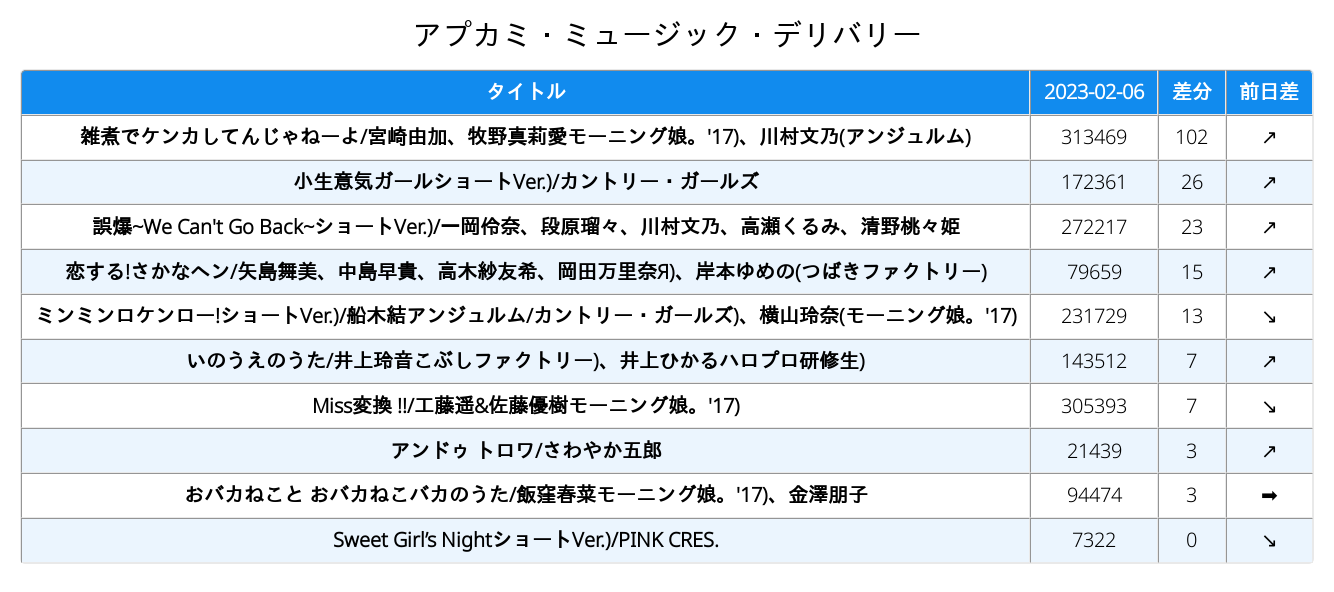 アプカミ・ミュージック・デリバリー
タイトル 2023-02-06 差分 前日差
雑煮でケンカしてんじゃねーよ/宮崎由加、牧野真莉愛モーニング娘。'17)、川村文乃(アンジュルム) 313469 102 ↗
小生意気ガールショートVer.)/カントリー・ガールズ 172361 26 ↗
誤爆~We Can't Go Back~ショートVer.)/一岡伶奈、段原瑠々、川村文乃、高瀬くるみ、清野桃々姫 272217 23 ↗
恋する!さかなヘン/矢島舞美、中島早貴、高木紗友希、岡田万里奈Я)、岸本ゆめの(つばきファクトリー) 79659 15 ↗
ミンミンロケンロー!ショートVer.)/船木結アンジュルム/カントリー・ガールズ)、横山玲奈(モーニング娘。'17) 231729 13 ↘
いのうえのうた/井上玲音こぶしファクトリー)、井上ひかるハロプロ研修生) 143512 7 ↗
Miss変換 !!/工藤遥&佐藤優樹モーニング娘。'17) 305393 7 ↘
アンドゥ トロワ/さわやか五郎 21439 3 ↗
おバカねこと おバカねこバカのうた/飯窪春菜モーニング娘。'17)、金澤朋子 94474 3 ➡
Sweet Girl’s NightショートVer.)/PINK CRES. 7322 0 ↘